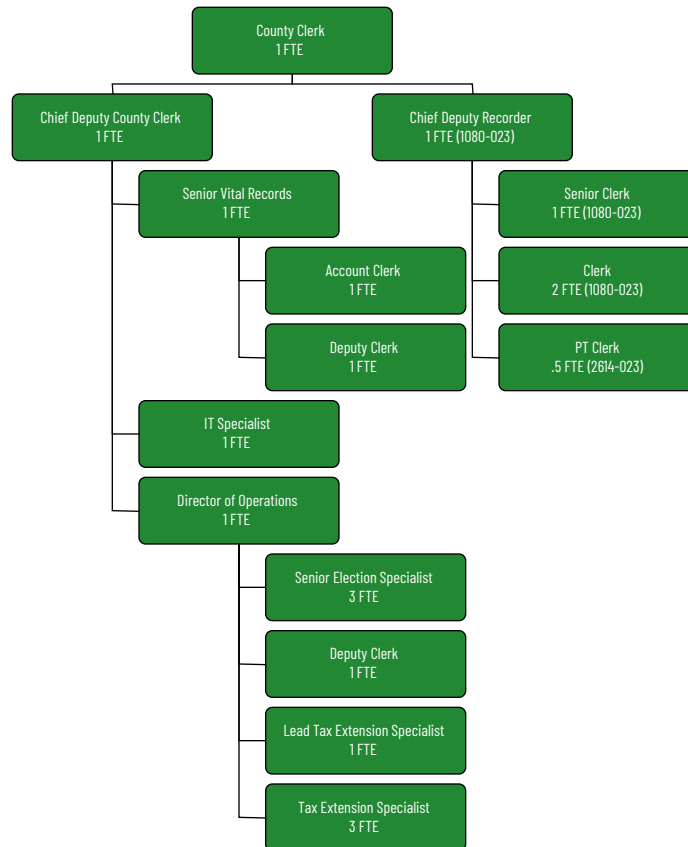 County Clerk
1 FTE
Chief Deputy County Clerk
1 FTE
Chief Deputy Recorder
1 FTE (1080-023)
Senior Vital Records
1 FTE
Senior Clerk
1 FTE (1080-023)
Account Clerk
1 FTE
Clerk
2 FTE (1080-023)
Deputy Clerk
1 FTE
PT Clerk
.5 FTE (2614-023)
IT Specialist
1 FTE
Director of Operations
1 FTE
Senior Election Specialist
3 FTE
Deputy Clerk
1 FTE
Lead Tax Extension Specialist
1 FTE
Tax Extension Specialist
3 FTE